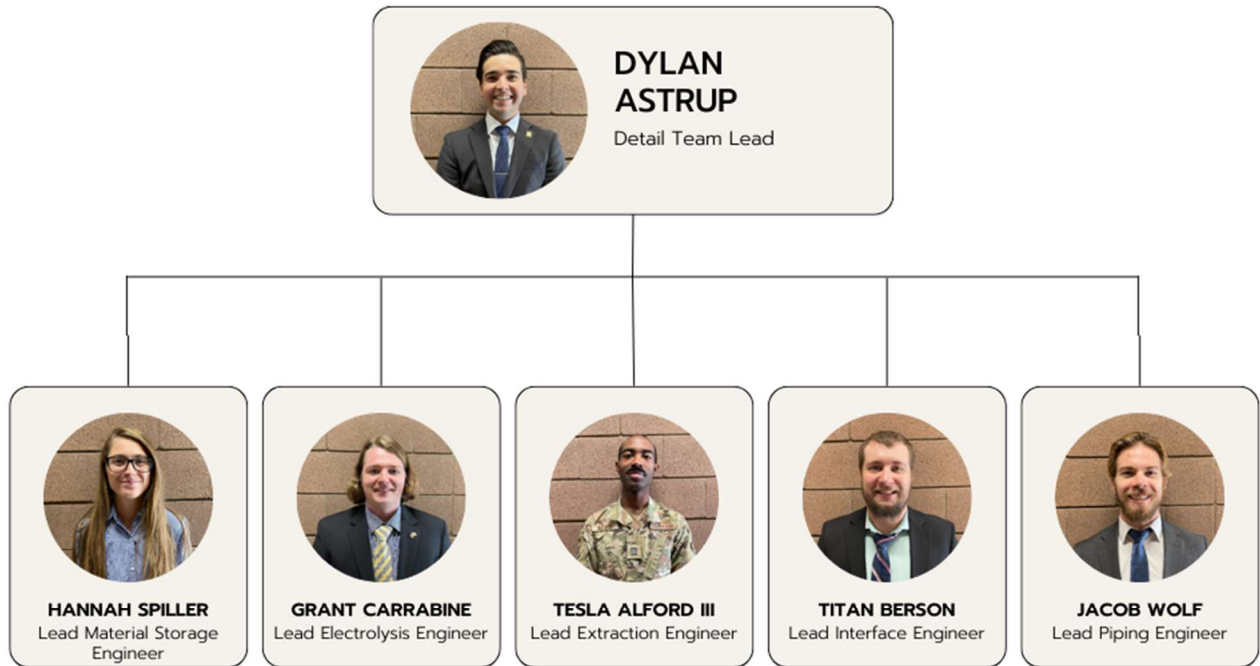 DYLAN
ASTRUP
Detail Team Lead
HANNAH SPILLER
Lead Material Storage
Engineer
GRANT CARRABINE
Lead Electrolysis Engineer
TESLA ALFORD III
Lead Extraction Engineer
TITAN BERSON
Lead Interface Engineer
JACOB WOLF
Lead Piping Engineer